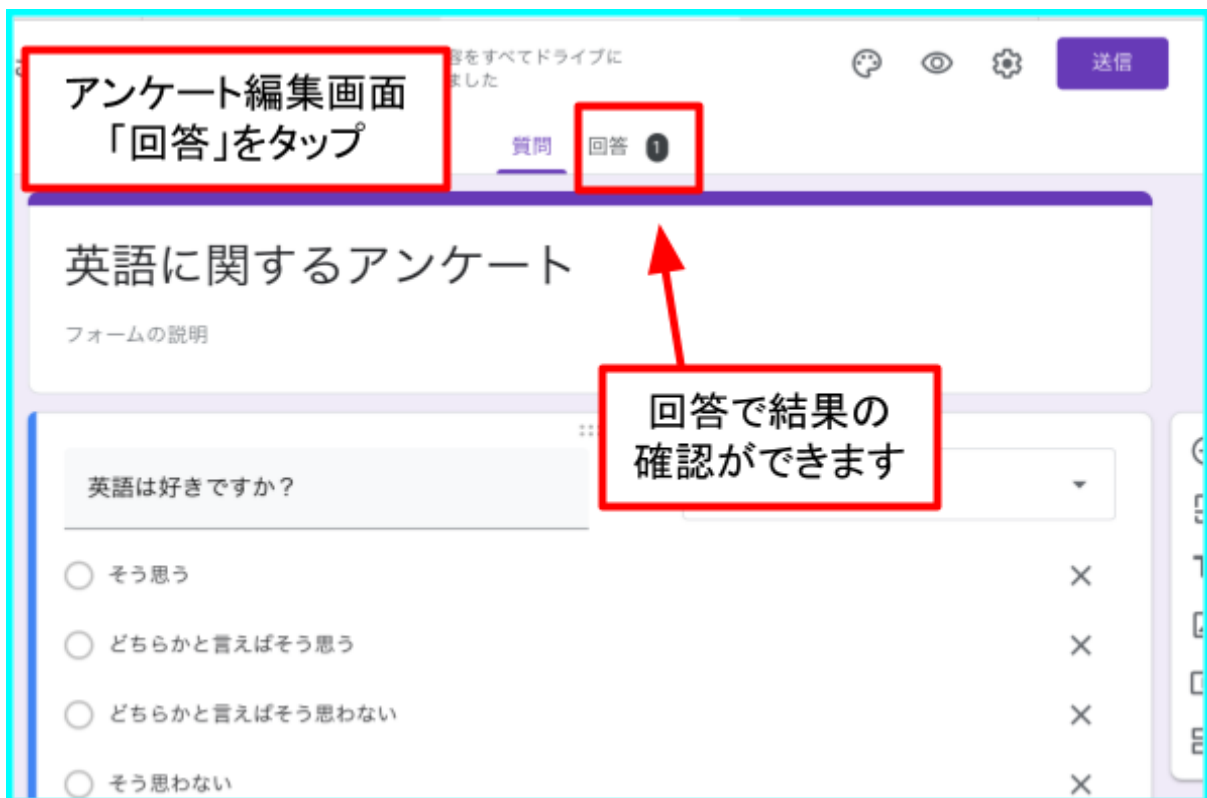 容をすべてドライブに
ました
送信
アンケート編集画面
「回答」をタップ
質問 回答 1
英語に関するアンケート
フォームの説明
回答で結果の
確認ができます
英語は好きですか?
そう思う
どちらかと言えばそう思う
どちらかと言えばそう思わない
そう思わない